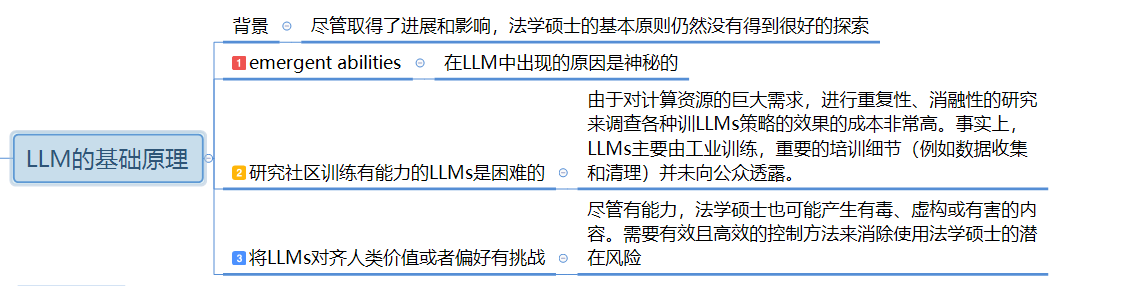 LLM的基础原理
背景
尽管取得了进展和影响，法学硕士的基本原则仍然没有得到很好的探索
1 emergent abilities
在LLM中出现的原因是神秘的
2 研究社区训练有能力的LLMs是困难的
由于对计算资源的巨大需求，进行重复性、消融性的研究
来调查各种训LLMs策略的效果的成本非常高。事实上，
LLMs主要由工业训练，重要的培训细节（例如数据收集
和清理）并未向公众透露。
3 将LLMs对齐人类价值或者偏好有挑战
尽管有能力，法学硕士也可能产生有毒、虚构或有害的内
容。需要有效且高效的控制方法来消除使用法学硕士的潜
在风险